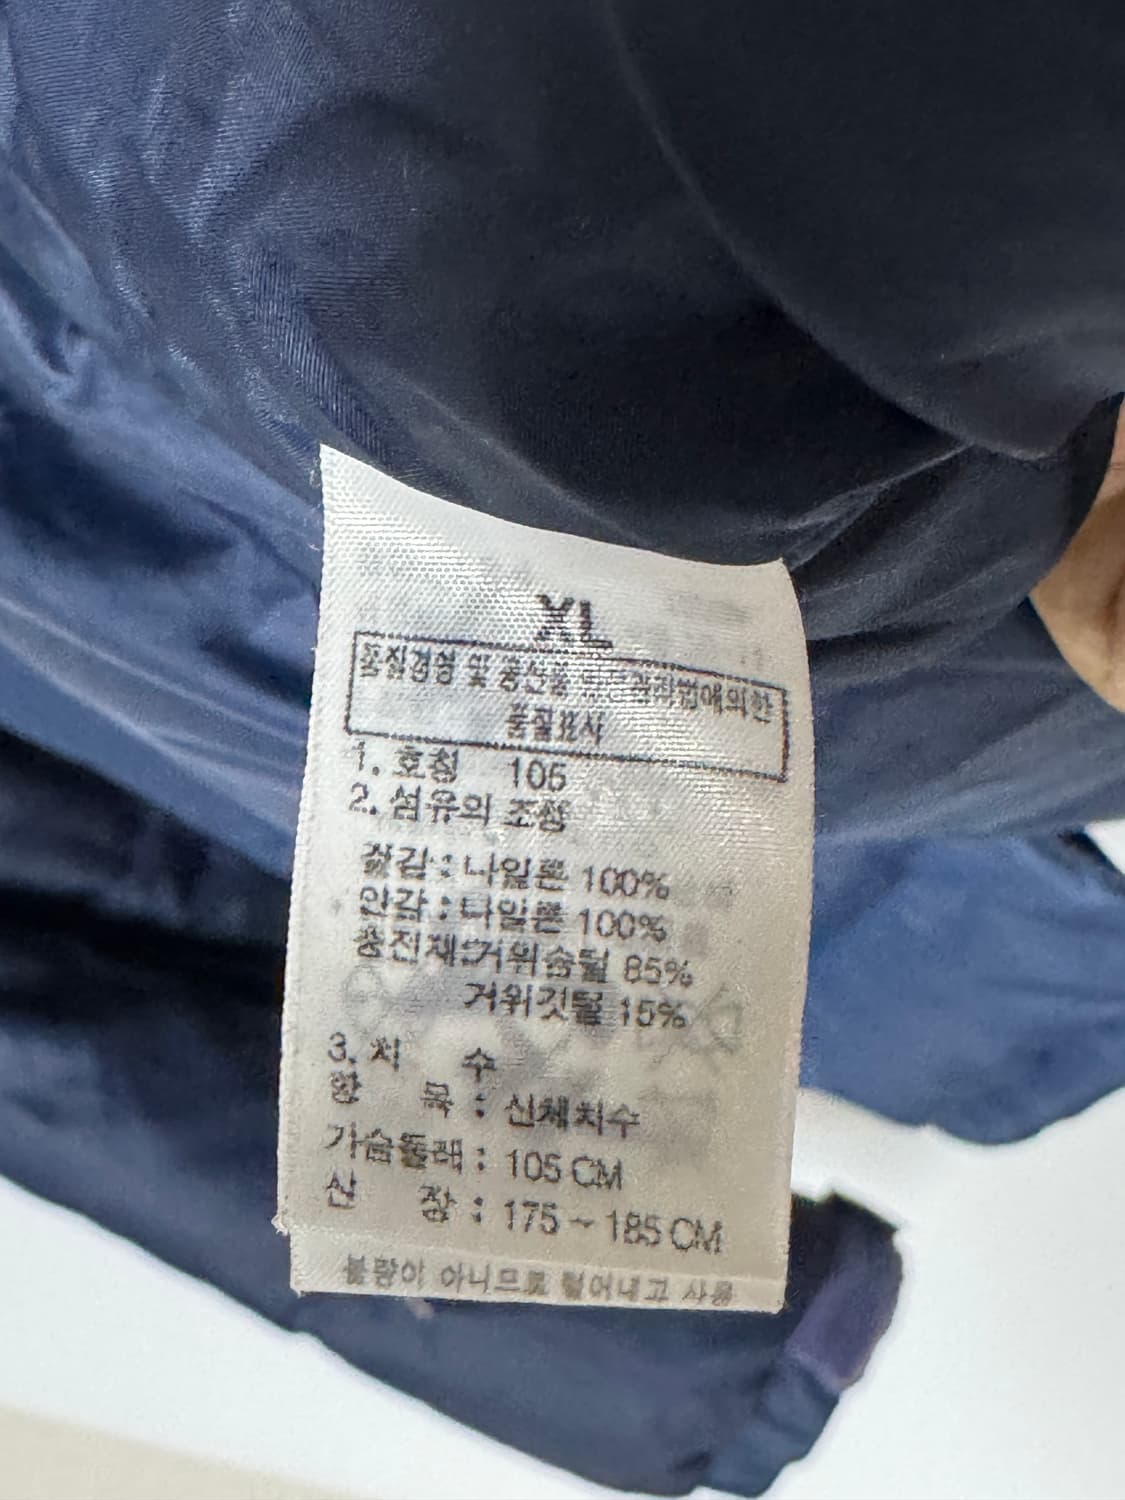 XL
품질경영 및 공산품 안전관리법에의한
품질표시
1. 호칭 105
2. 섬유의 조성
겉감 : 나일론 100%
안감 : 나일론 100%
충전재:거위솜털 85%
거위깃털 15%
3. 치 수
항 목 : 신체치수
가슴둘레 : 105 CM
신 장 : 175 ~ 185 CM
불량이 아니므로 털어내고 사용